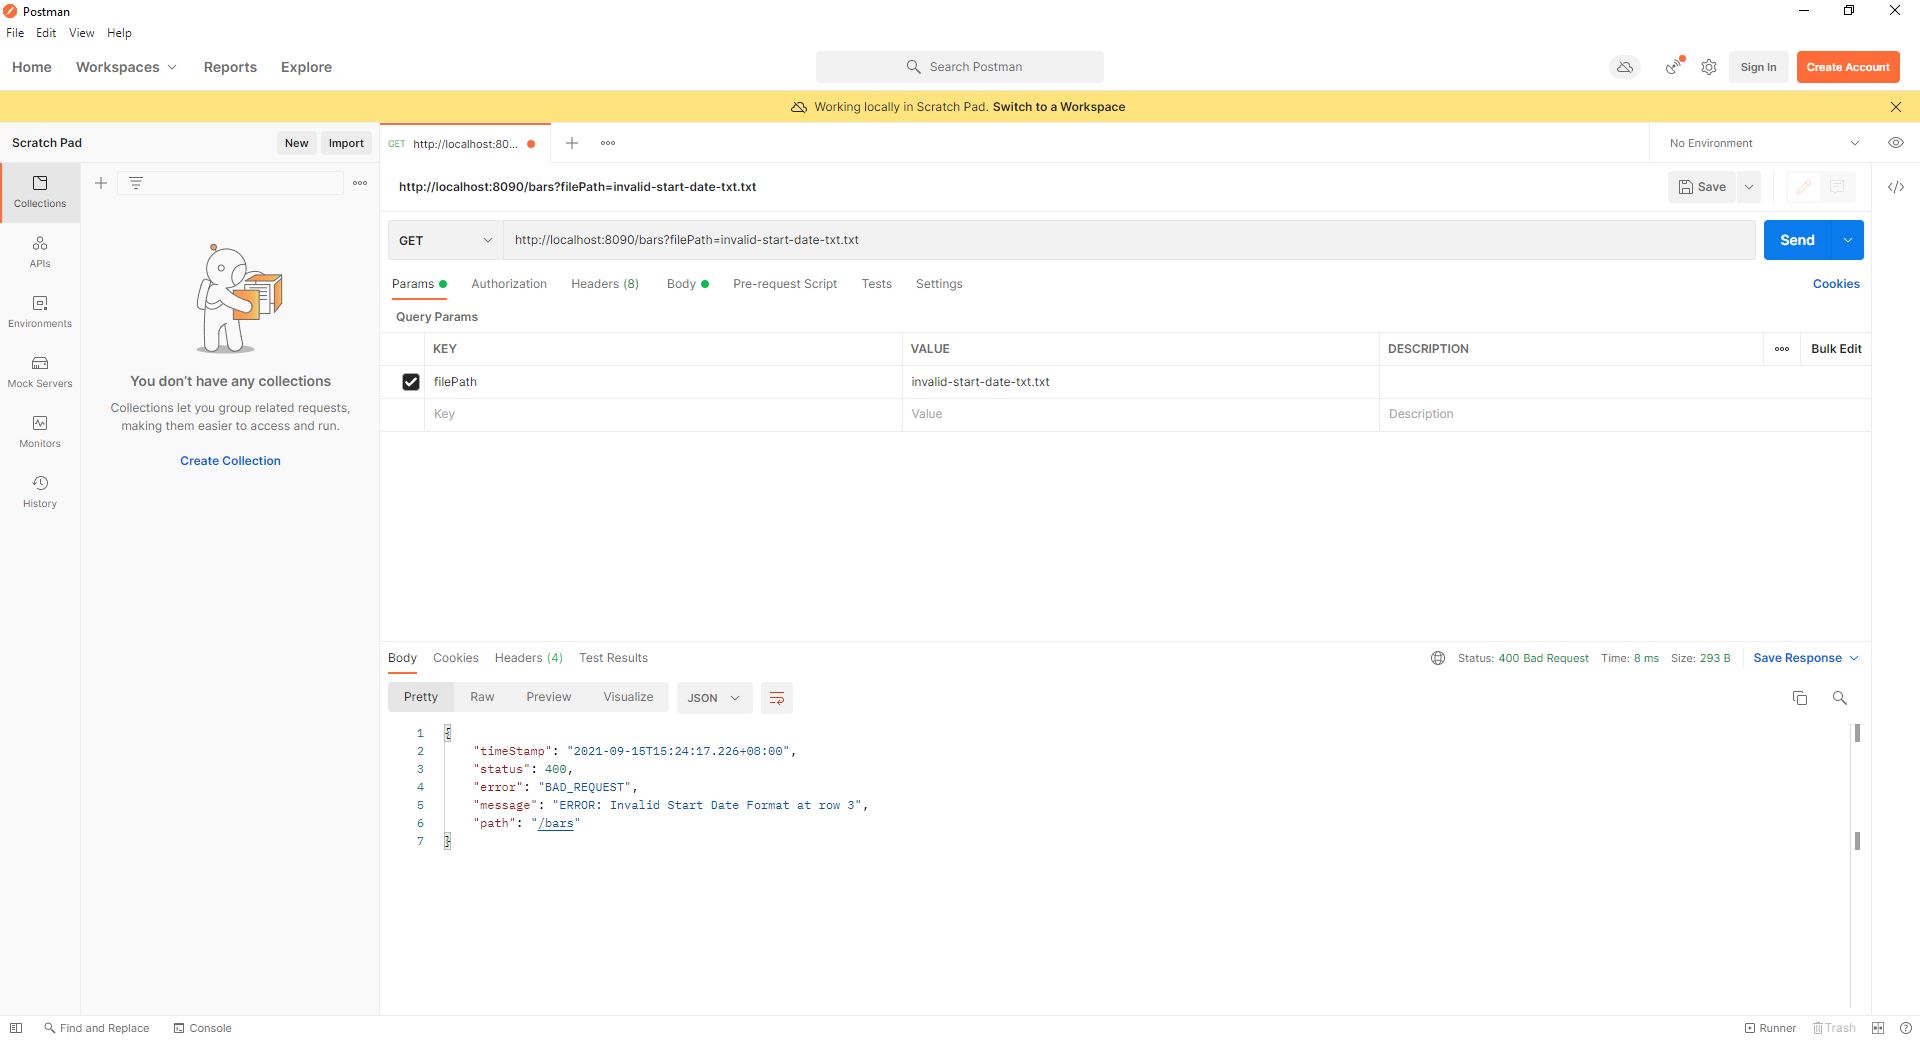 Postman
File Edit View Help
Home Workspaces Reports Explore
Search Postman
Sign In
Create Account
Working locally in Scratch Pad. Switch to a Workspace
Scratch Pad
New
Import
GET http://localhost:80...
No Environment
Collections
APIs
Environments
Mock Servers
Monitors
History
You don't have any collections
Collections let you group related requests,
making them easier to access and run.
Create Collection
http://localhost:8090/bars?filePath=invalid-start-date-txt.txt
Save
GET http://localhost:8090/bars?filePath=invalid-start-date-txt.txt
Send
Params Authorization Headers (8) Body Pre-request Script Tests Settings
Cookies
Query Params
KEY VALUE DESCRIPTION
Bulk Edit
filePath invalid-start-date-txt.txt
Key Value Description
Body Cookies Headers (4) Test Results
Status: 400 Bad Request Time: 8 ms Size: 293 B
Save Response
Pretty Raw Preview Visualize JSON
1 {
2 "timeStamp": "2021-09-15T15:24:17.226+08:00",
3 "status": 400,
4 "error": "BAD_REQUEST",
5 "message": "ERROR: Invalid Start Date Format at row 3",
6 "path": "/bars"
7 }
Find and Replace Console
Runner Trash